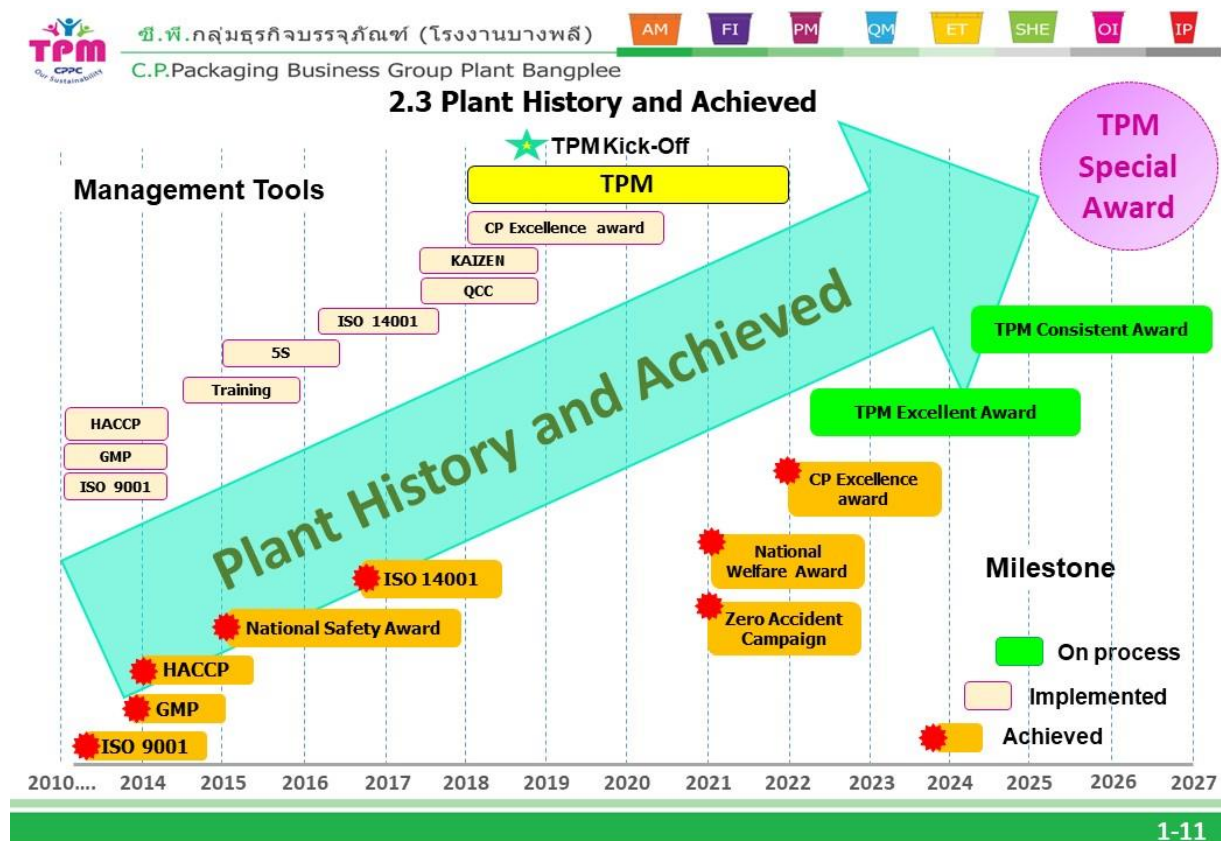 TPM
CPPC
Our Sustainability
ซี.พี.กลุ่มธุรกิจบรรจุภัณฑ์ (โรงงานบางพลี)
C.P.Packaging Business Group Plant Bangplee
AM
FI
PM
QM
ET
SHE
OI
IP
2.3 Plant History and Achieved
TPM Kick-Off
TPM
Special
Award
Management Tools
TPM
CP Excellence award
KAIZEN
QCC
ISO 14001
5S
Training
HACCP
GMP
ISO 9001
Plant History and Achieved
TPM Consistent Award
TPM Excellent Award
CP Excellence
award
National
Welfare Award
Zero Accident
Campaign
ISO 14001
National Safety Award
HACCP
GMP
ISO 9001
Milestone
On process
Implemented
Achieved
2010.... 2014 2015 2016 2017 2018 2019 2020 2021 2022 2023 2024 2025 2026 2027
1-11